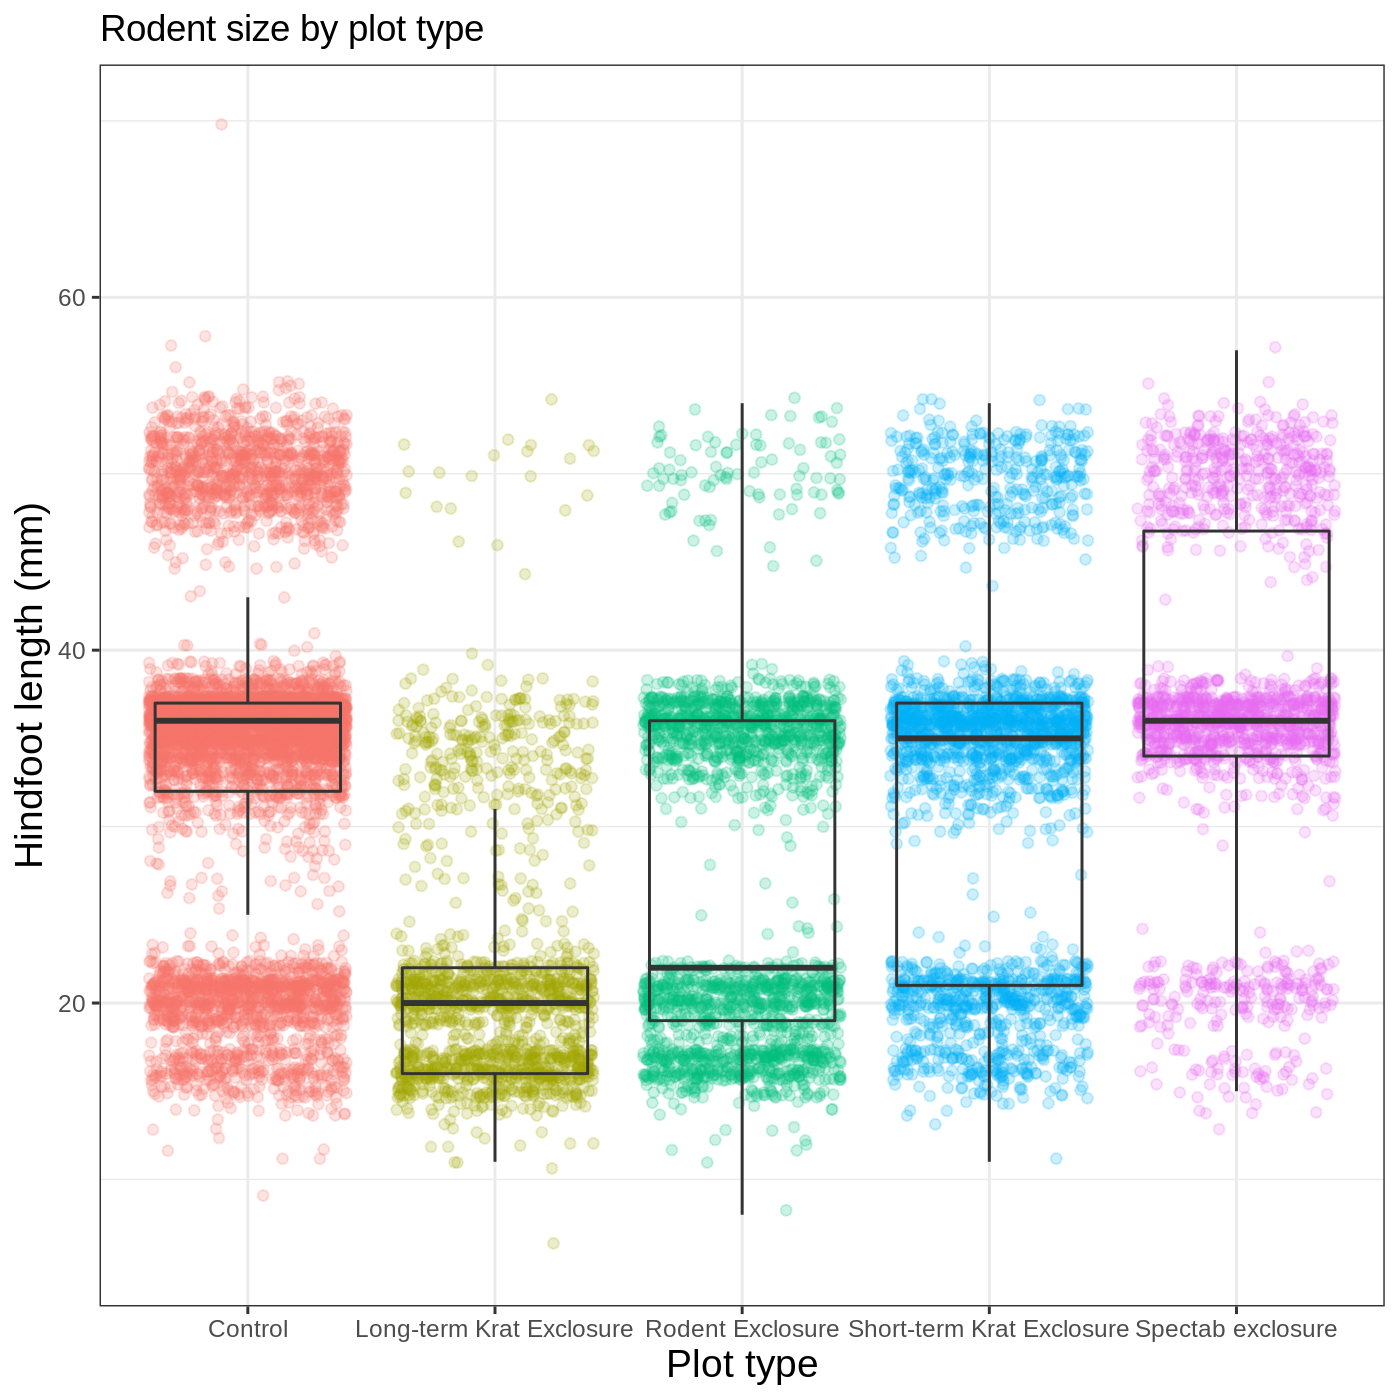 Rodent size by plot type
Hindfoot length (mm)
60
40
20
Control Long-term Krat Exclosure Rodent Exclosure Short-term Krat Exclosure Spectab exclosure
Plot type